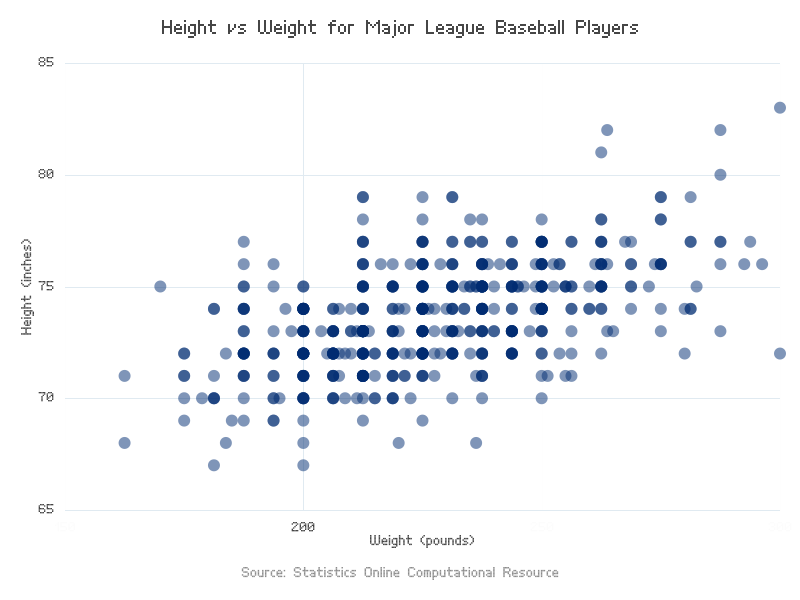 Height vs Weight for Major League Baseball Players
85
80
75
70
65
Height (inches)
200
Weight (pounds)
Source: Statistics Online Computational Resource